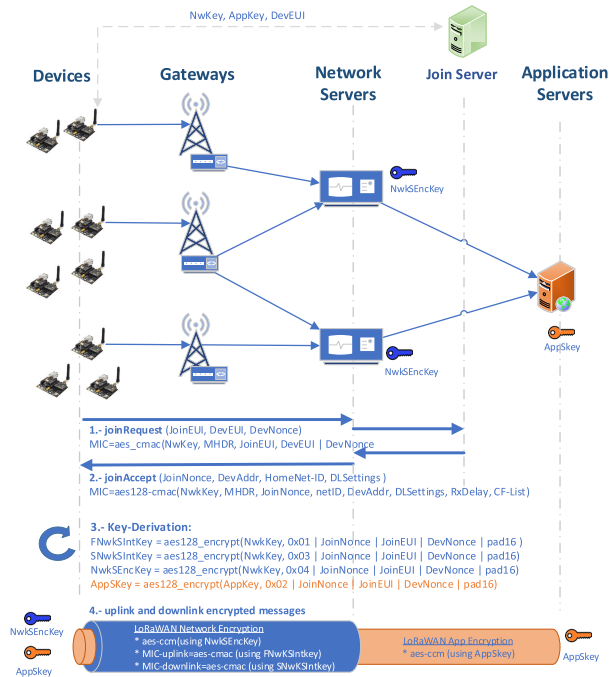 NwKey, AppKey, DevEUI
Devices
Gateways
Network
Servers
Join Server
Application
Servers
NwkSEncKey
AppSkey
NwkSEncKey
1.- joinRequest (JoinEUI, DevEUI, DevNonce)
MIC=aes_cmac(NwKey, MHDR, JoinEUI, DevEUI | DevNonce
2.- joinAccept (JoinNonce, DevAddr, HomeNet-ID, DLSettings )
MIC=aes128-cmac(NwkKey, MHDR, JoinNonce, netID, DevAddr, DLSettings, RxDelay, CF-List)
3.- Key-Derivation:
FNwkSIntKey = aes128_encrypt(NwkKey, 0x01 | JoinNonce | JoinEUI | DevNonce | pad16 )
SNwkSIntKey = aes128_encrypt(NwkKey, 0x03 | JoinNonce | JoinEUI | DevNonce | pad16)
NwkSEncKey = aes128_encrypt(NwkKey, 0x04 | JoinNonce | JoinEUI | DevNonce | pad16)
AppSKey = aes128_encrypt(AppKey, 0x02 | JoinNonce | JoinEUI | DevNonce | pad16)
4.- uplink and downlink encrypted messages
NwkSEncKey
AppSkey
LoRaWAN Network Encryption
* aes-ccm(using NwkSEncKey)
* MIC-uplink=aes-cmac (using FNwKSIntkey)
* MIC-downlink=aes-cmac (using SNwKSIntkey)
LoRaWAN App Encryption
* aes-ccm (using AppSkey)
AppSkey